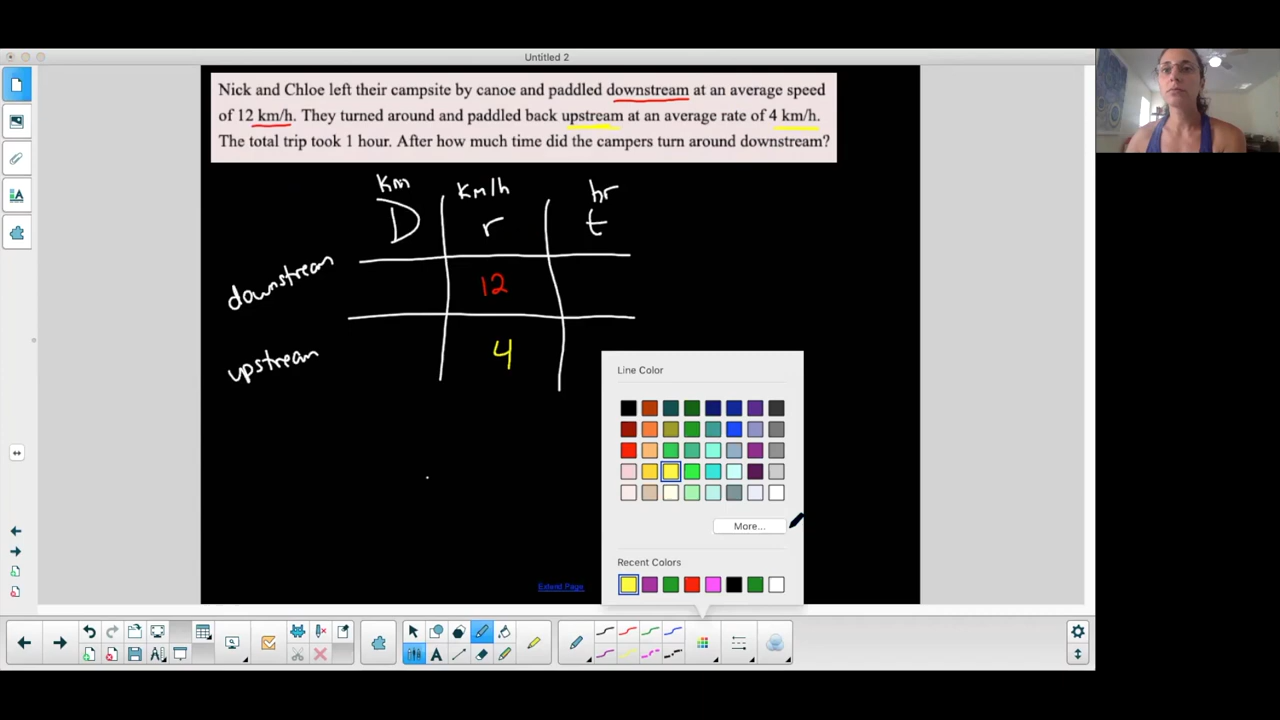 Untitled 2
Nick and Chloe left their campsite by canoe and paddled downstream at an average speed
of 12 km/h. They turned around and paddled back upstream at an average rate of 4 km/h.
The total trip took 1 hour. After how much time did the campers turn around downstream?
km km/h hr
D r t
downstream 12
upstream 4
Line Color
More...
Recent Colors
Extend Page